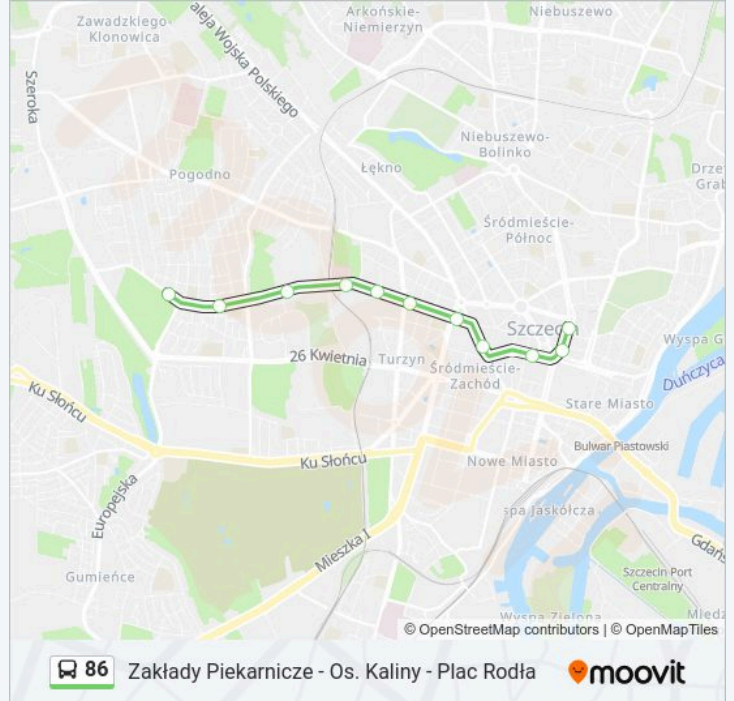 Arkońskie-
Niemierzyn
Niebuszewo
Zawadzkiego-
Klonowica
aleja Wojska Polskiego
Szeroka
Niebuszewo-
Bolinko
Łękno
Drze
Grab
Pogodno
Śródmieście-
Północ
Szczecin
Wyspa G
26 Kwietnia
Turzyn
Śródmieście-
Zachód
Duńczyca
Ku Słońcu
Stare Miasto
Bulwar Piastowski
Ku Słońcu
Nowe Miasto
Europejska
spa Jaskółcza
Mieszka I
Gdańs
Gumieńce
Szczecin Port
Centralny
Wyspa Zielona
Międz
© OpenStreetMap contributors | © OpenMapTiles
86 Zakłady Piekarnicze - Os. Kaliny - Plac Rodła
moovit